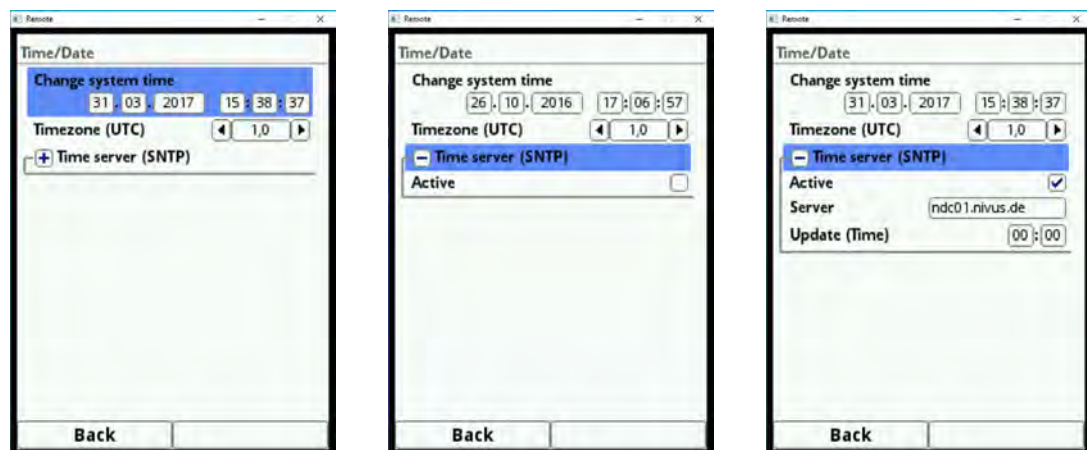 Remote
Time/Date
Change system time
31 . 03 . 2017 15 : 38 : 37
Timezone (UTC) 1,0
Time server (SNTP)
Back
Remote
Time/Date
Change system time
26 . 10 . 2016 17 : 06 : 57
Timezone (UTC) 1,0
Time server (SNTP)
Active
Back
Remote
Time/Date
Change system time
31 . 03 . 2017 15 : 38 : 37
Timezone (UTC) 1,0
Time server (SNTP)
Active
Server ndc01.nivus.de
Update (Time) 00 : 00
Back